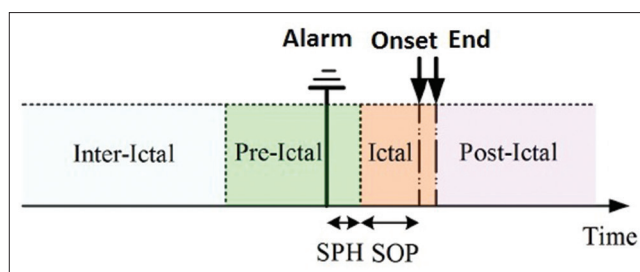 Alarm Onset End
Inter-Ictal Pre-Ictal Ictal Post-Ictal
SPH SOP Time